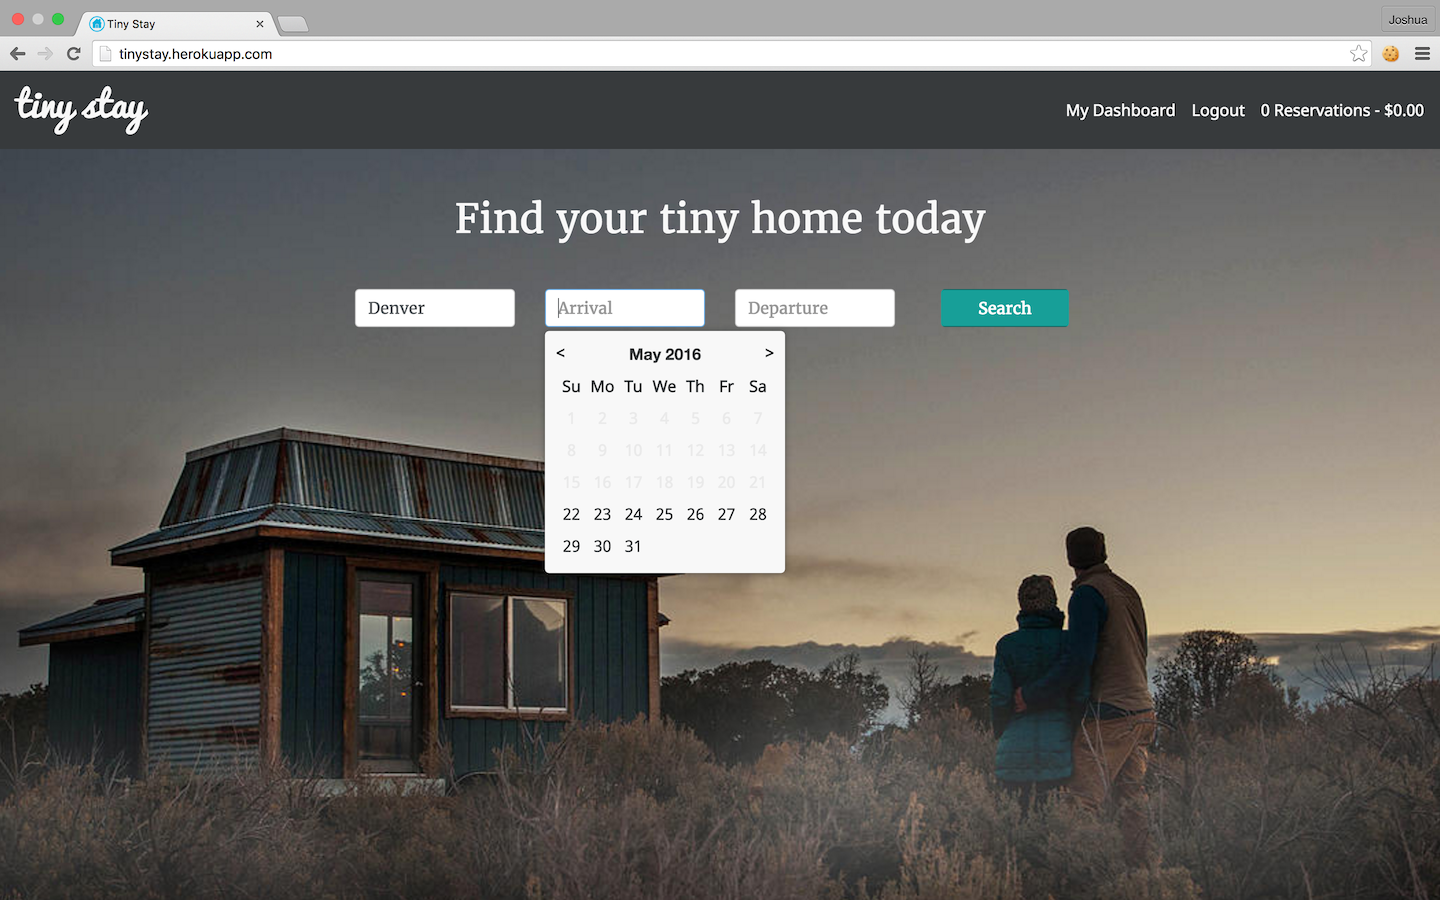 Tiny Stay
Joshua
tinystay.herokuapp.com
tiny stay
My Dashboard Logout 0 Reservations - $0.00
Find your tiny home today
Denver Arrival Departure Search
< May 2016 >
Su Mo Tu We Th Fr Sa
1 2 3 4 5 6 7
8 9 10 11 12 13 14
15 16 17 18 19 20 21
22 23 24 25 26 27 28
29 30 31